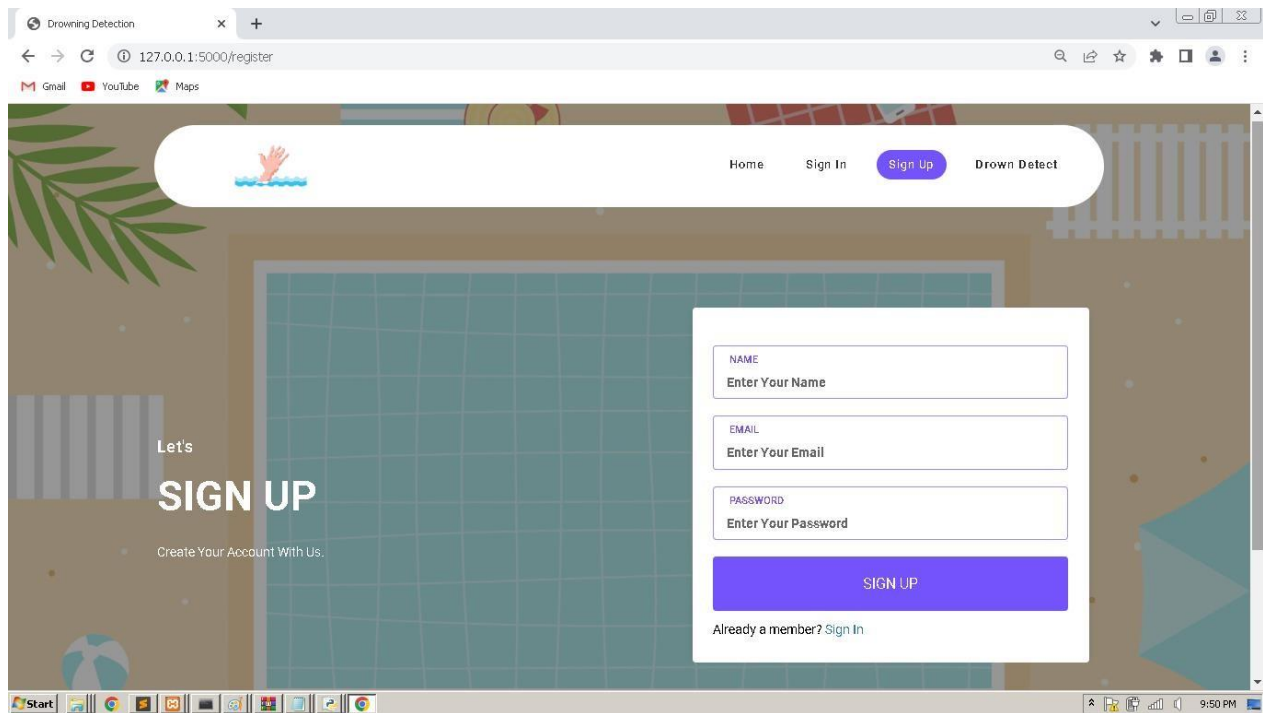 Drowning Detection
127.0.0.1:5000/register
Gmail YouTube Maps
Home Sign In Sign Up Drown Detect
Let's
SIGN UP
Create Your Account With Us.
NAME
Enter Your Name
EMAIL
Enter Your Email
PASSWORD
Enter Your Password
SIGN UP
Already a member? Sign In
Start
9:50 PM